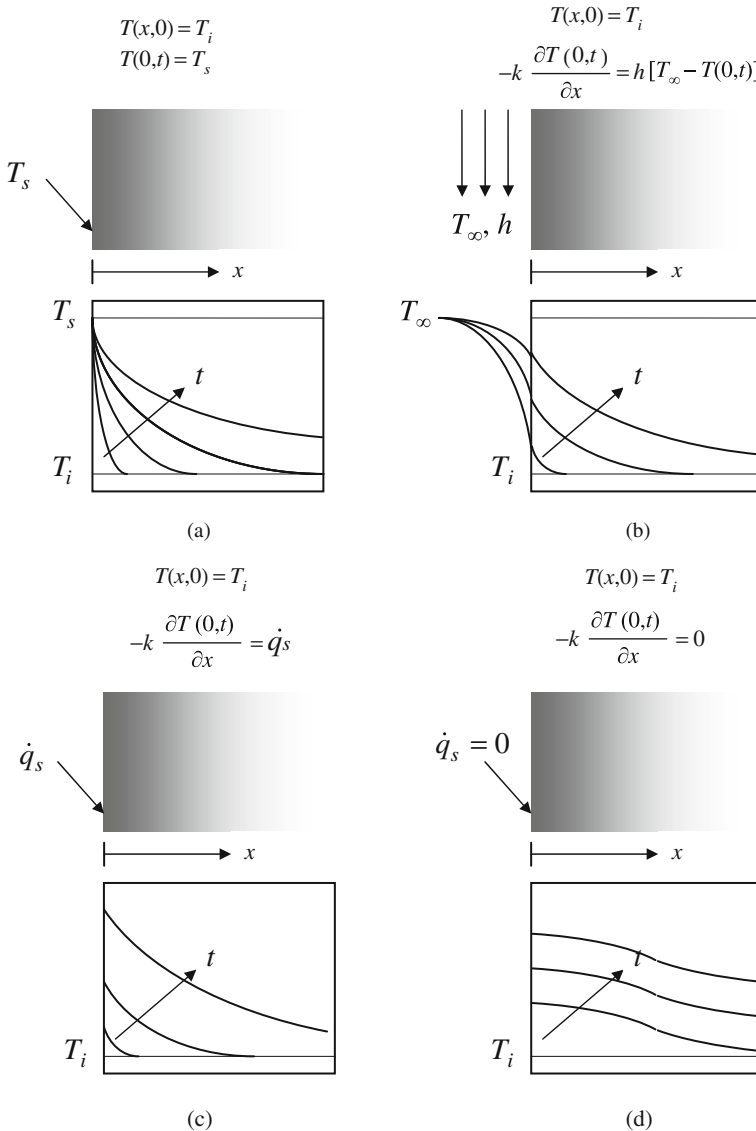 T(x,0) = T_i
T(0,t) = T_s
T_s
x
T_s
t
T_i
(a)
T(x,0) = T_i
-k ∂T(0,t)/∂x = h [T_∞ − T(0,t)]
T_∞, h
x
T_∞
t
T_i
(b)
T(x,0) = T_i
-k ∂T(0,t)/∂x = q̇s
q̇_s
x
t
T_i
(c)
T(x,0) = T_i
-k ∂T(0,t)/∂x = 0
q̇_s = 0
x
t
T_i
(d)